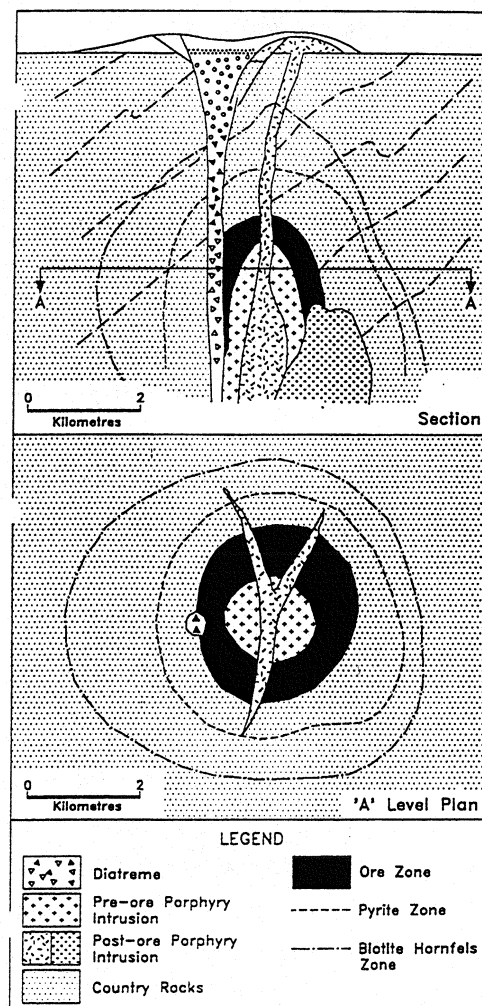 A
A
0 2
Kilometres
Section
0 2
Kilometres
'A' Level Plan
LEGEND
Diatreme
Pre-ore Porphyry
Intrusion
Post-ore Porphyry
Intrusion
Country Rocks
Ore Zone
Pyrite Zone
Biotite Hornfels
Zone